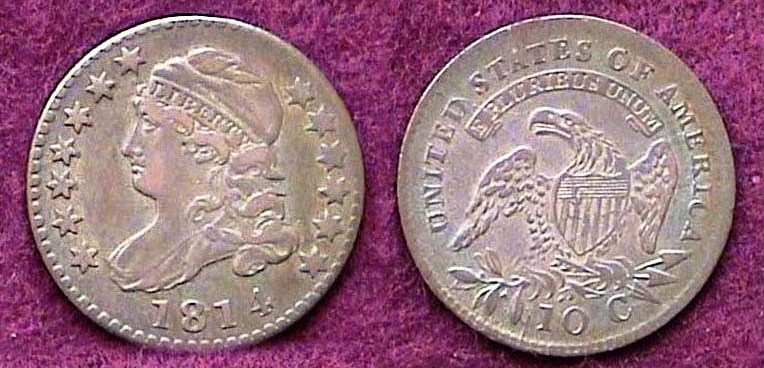 LIBERTY
1814
UNITED STATES OF AMERICA
E PLURIBUS UNUM
10 C.